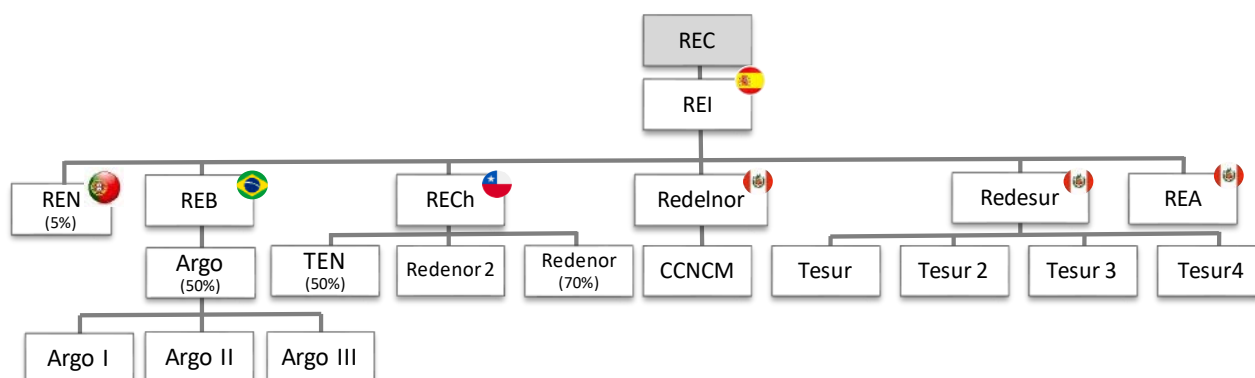 REC
REI
REN
(5%)
REB
RECh
Redelnor
Redesur
REA
Argo
(50%)
TEN
(50%)
Redenor 2
Redenor
(70%)
CCNCM
Tesur
Tesur 2
Tesur 3
Tesur4
Argo I
Argo II
Argo III